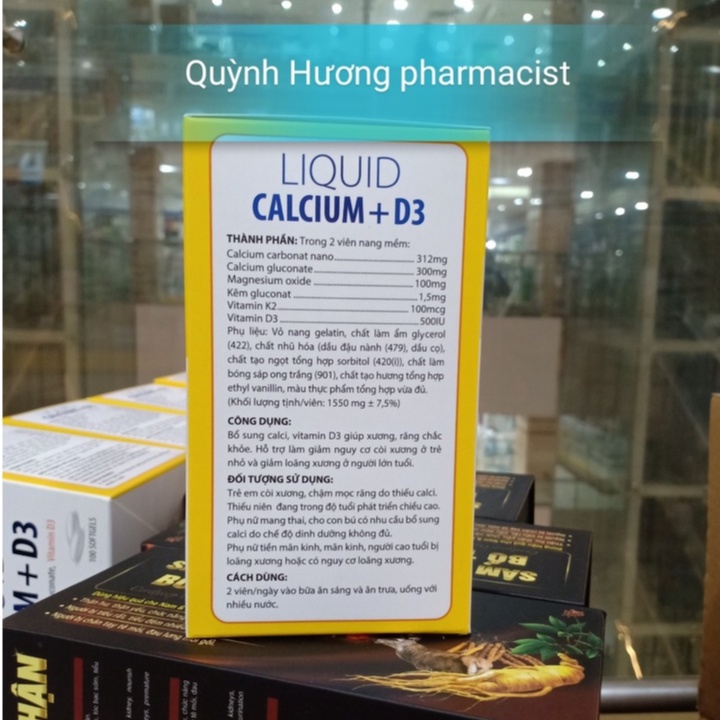 Quỳnh Hương pharmacist
LIQUID
CALCIUM + D3
THÀNH PHẦN: Trong 2 viên nang mềm:
Calcium carbonat nano 312mg
Calcium gluconate 300mg
Magnesium oxide 100mg
Kẽm gluconat 1,5mg
Vitamin K2 100mcg
Vitamin D3 500IU
Phụ liệu: Vỏ nang gelatin, chất làm ẩm glycerol
(422), chất nhũ hóa (dầu đậu nành (479), dầu cọ),
chất tạo ngọt tổng hợp sorbitol (420(i)), chất làm
bóng sáp ong trắng (901), chất tạo hương tổng hợp
ethyl vanillin, màu thực phẩm tổng hợp vừa đủ.
(Khối lượng tịnh/viên: 1550 mg ± 7,5%)
CÔNG DỤNG:
Bổ sung calci, vitamin D3 giúp xương, răng chắc
khỏe. Hỗ trợ làm giảm nguy cơ còi xương ở trẻ
nhỏ và giảm loãng xương ở người lớn tuổi.
ĐỐI TƯỢNG SỬ DỤNG:
Trẻ em còi xương, chậm mọc răng do thiếu calci.
Thiếu niên đang trong độ tuổi phát triển chiều cao.
Phụ nữ mang thai, cho con bú có nhu cầu bổ sung
calci do chế độ dinh dưỡng không đủ.
Phụ nữ tiền mãn kinh, mãn kinh, người cao tuổi bị
loãng xương hoặc có nguy cơ loãng xương.
CÁCH DÙNG:
2 viên/ngày vào bữa ăn sáng và ăn trưa, uống với
nhiều nước.
CALCIUM + D3
M + D3
Vitamin D3
100 SOFTGELS
SÂM
BỔ
HẬN